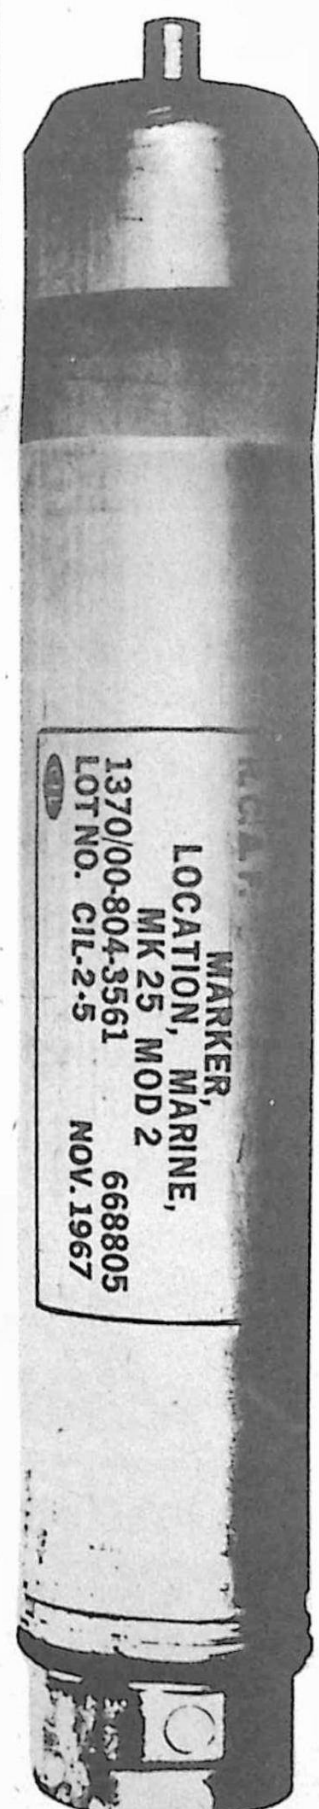 MARKER,
LOCATION, MARINE,
MK 25 MOD 2
1370/00-804-3561 668805
LOT NO. CIL-2-5 NOV. 1967
CIL